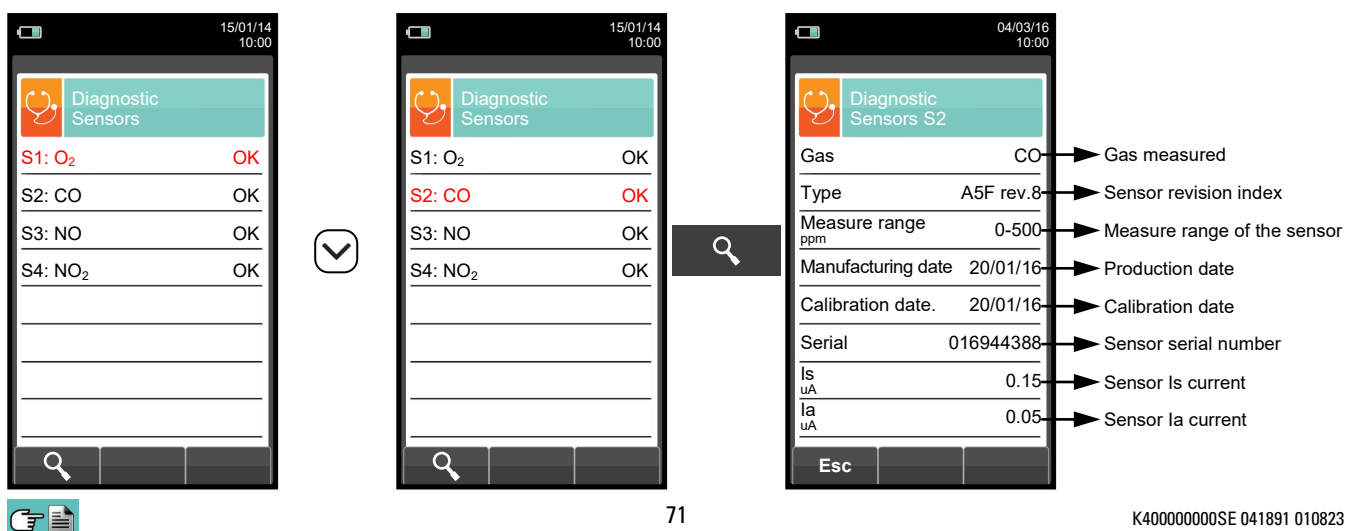 15/01/14
10:00
Diagnostic
Sensors
S1: O₂ OK
S2: CO OK
S3: NO OK
S4: NO₂ OK
15/01/14
10:00
Diagnostic
Sensors
S1: O₂ OK
S2: CO OK
S3: NO OK
S4: NO₂ OK
04/03/16
10:00
Diagnostic
Sensors S2
Gas CO Gas measured
Type A5F rev.8 Sensor revision index
Measure range ppm 0-500 Measure range of the sensor
Manufacturing date 20/01/16 Production date
Calibration date. 20/01/16 Calibration date
Serial 016944388 Sensor serial number
Is uA 0.15 Sensor Is current
Ia uA 0.05 Sensor Ia current
Esc
71
K400000000SE 041891 010823